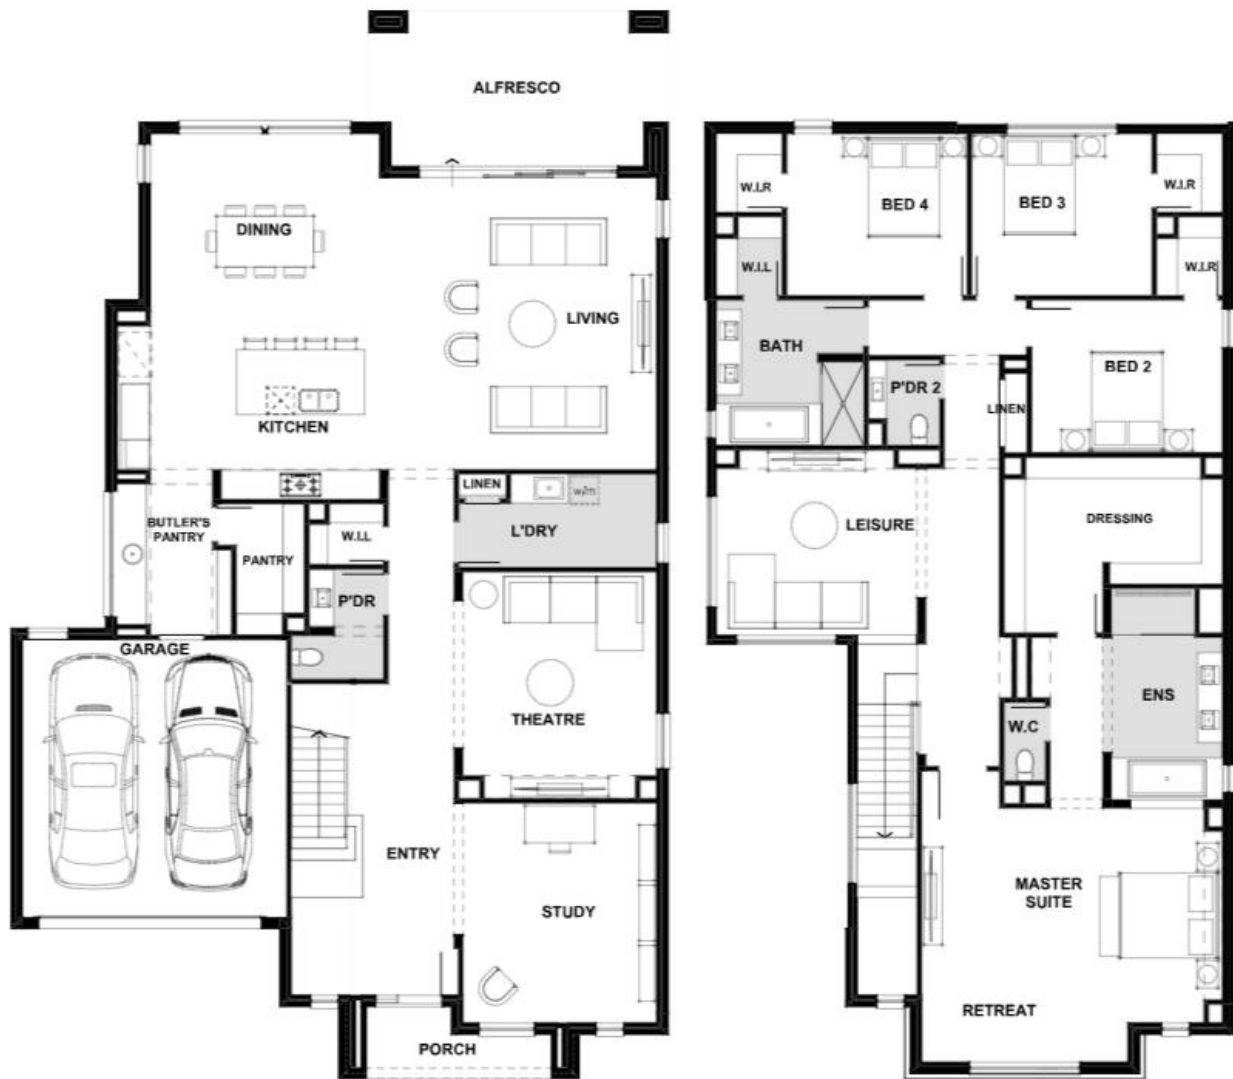 ALFRESCO
DINING
LIVING
KITCHEN
LINEN
w/m
BUTLER'S
PANTRY
W.I.L
L'DRY
PANTRY
P'DR
GARAGE
THEATRE
ENTRY
STUDY
PORCH
W.I.R
BED 4
BED 3
W.I.R
W.I.L
W.I.R
BATH
P'DR 2
BED 2
LINEN
LEISURE
DRESSING
ENS
W.C
MASTER
SUITE
RETREAT